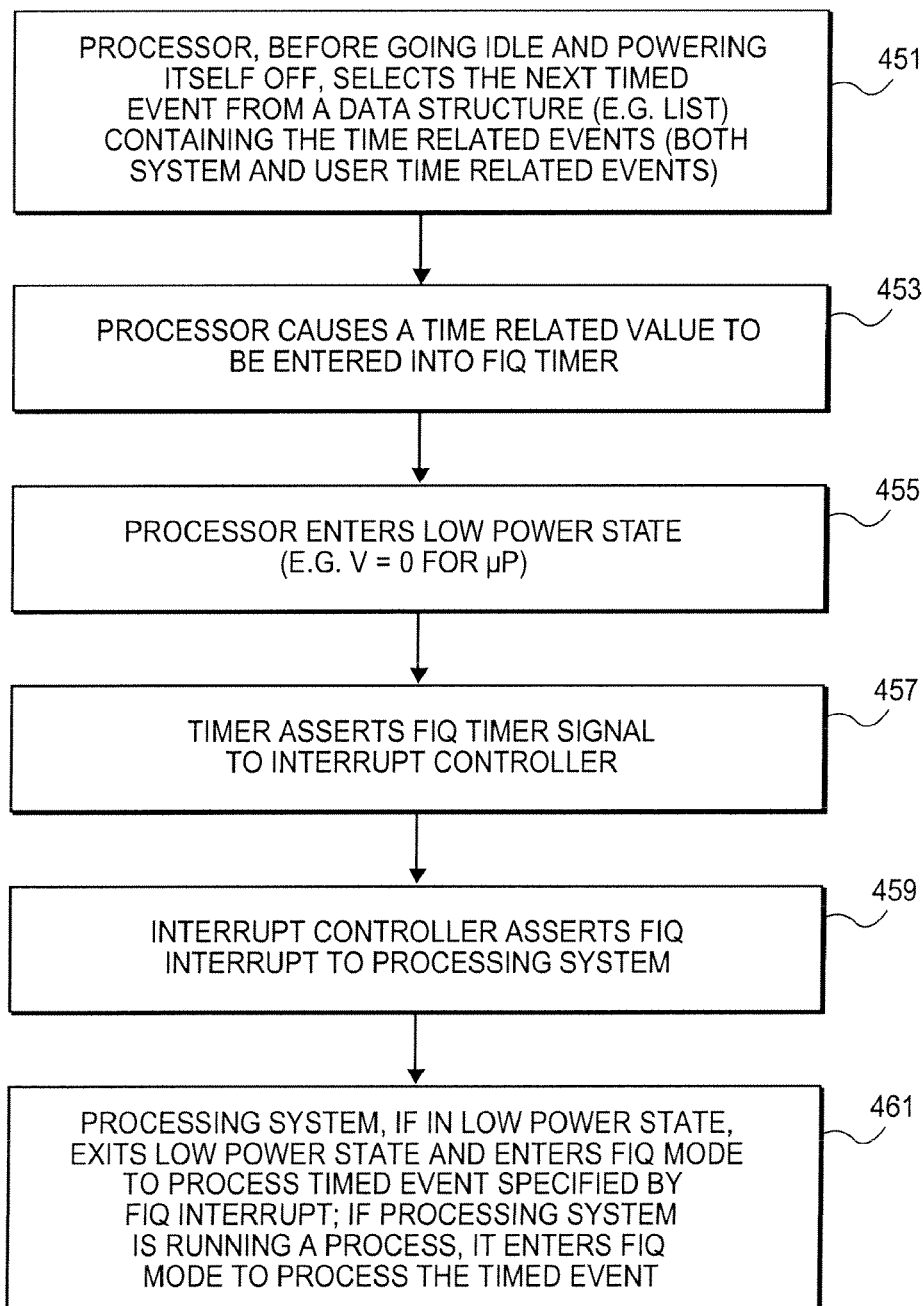 PROCESSOR, BEFORE GOING IDLE AND POWERING
ITSELF OFF, SELECTS THE NEXT TIMED
EVENT FROM A DATA STRUCTURE (E.G. LIST)
CONTAINING THE TIME RELATED EVENTS (BOTH
SYSTEM AND USER TIME RELATED EVENTS)
451
PROCESSOR CAUSES A TIME RELATED VALUE TO
BE ENTERED INTO FIQ TIMER
453
PROCESSOR ENTERS LOW POWER STATE
(E.G. V = 0 FOR µP)
455
TIMER ASSERTS FIQ TIMER SIGNAL
TO INTERRUPT CONTROLLER
457
INTERRUPT CONTROLLER ASSERTS FIQ
INTERRUPT TO PROCESSING SYSTEM
459
PROCESSING SYSTEM, IF IN LOW POWER STATE,
EXITS LOW POWER STATE AND ENTERS FIQ MODE
TO PROCESS TIMED EVENT SPECIFIED BY
FIQ INTERRUPT; IF PROCESSING SYSTEM
IS RUNNING A PROCESS, IT ENTERS FIQ
MODE TO PROCESS THE TIMED EVENT
461